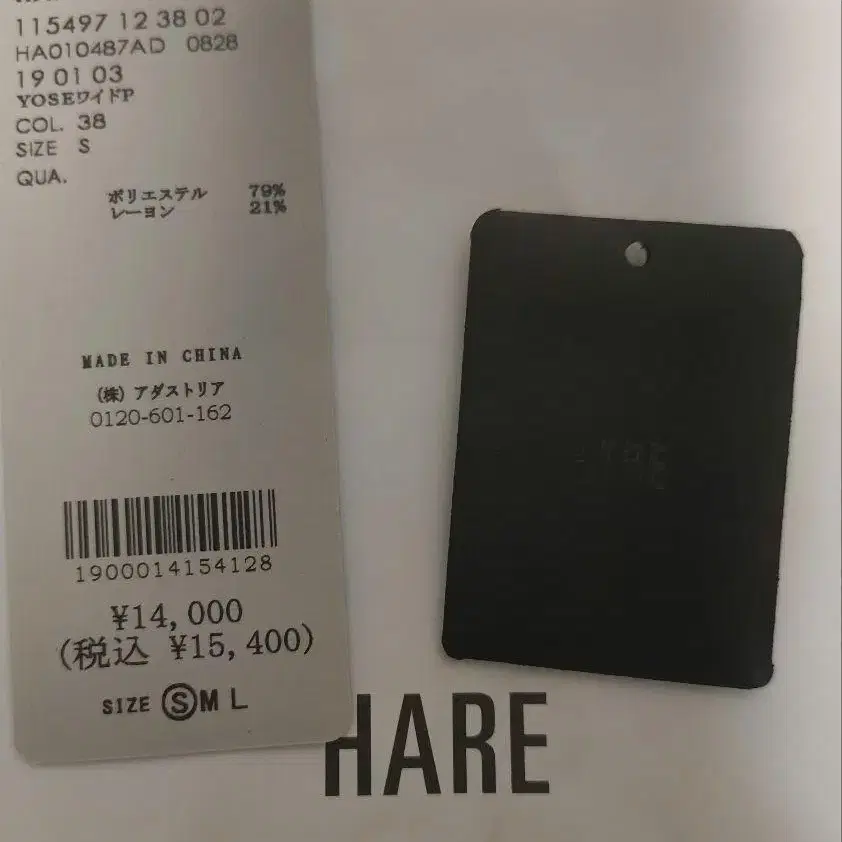 115497 12 38 02
HA010487AD 0828
19 01 03
YOSEワイドP
COL. 38
SIZE S
QUA.
ポリエステル 79%
レーヨン 21%
MADE IN CHINA
(株) アダストリア
0120-601-162
1900014154128
¥14,000
(税込 ¥15,400)
SIZE S M L
HARE